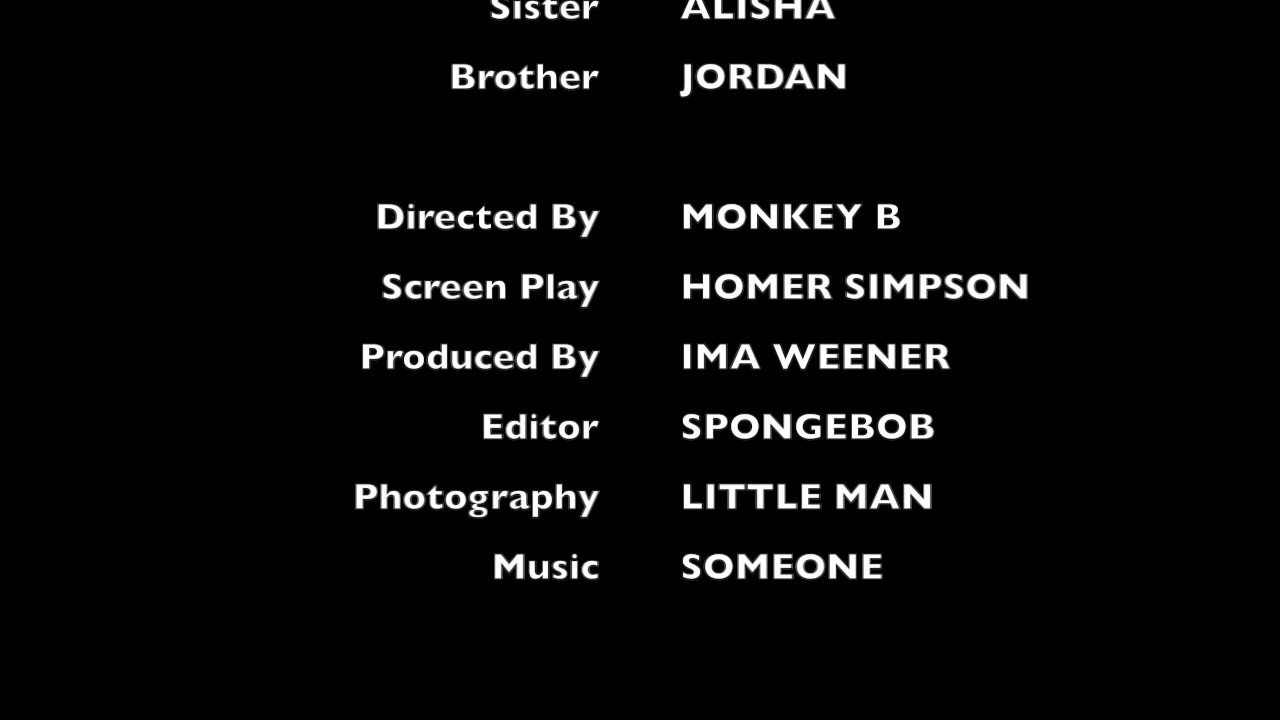 Sister ALISHA
Brother JORDAN
Directed By MONKEY B
Screen Play HOMER SIMPSON
Produced By IMA WEENER
Editor SPONGEBOB
Photography LITTLE MAN
Music SOMEONE